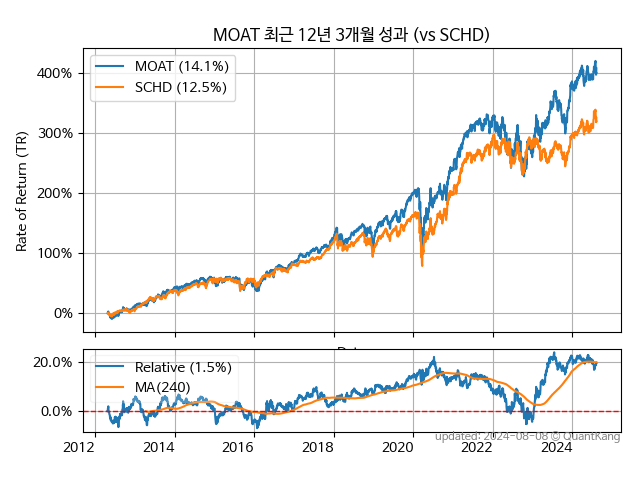 MOAT 최근 12년 3개월 성과 (vs SCHD)
MOAT (14.1%)
SCHD (12.5%)
400%
300%
200%
100%
0%
Rate of Return (TR)
20.0%
0.0%
Relative (1.5%)
MA(240)
2012 2014 2016 2018 2020 2022 2024
updated: 2024-08-08 © QuantKang